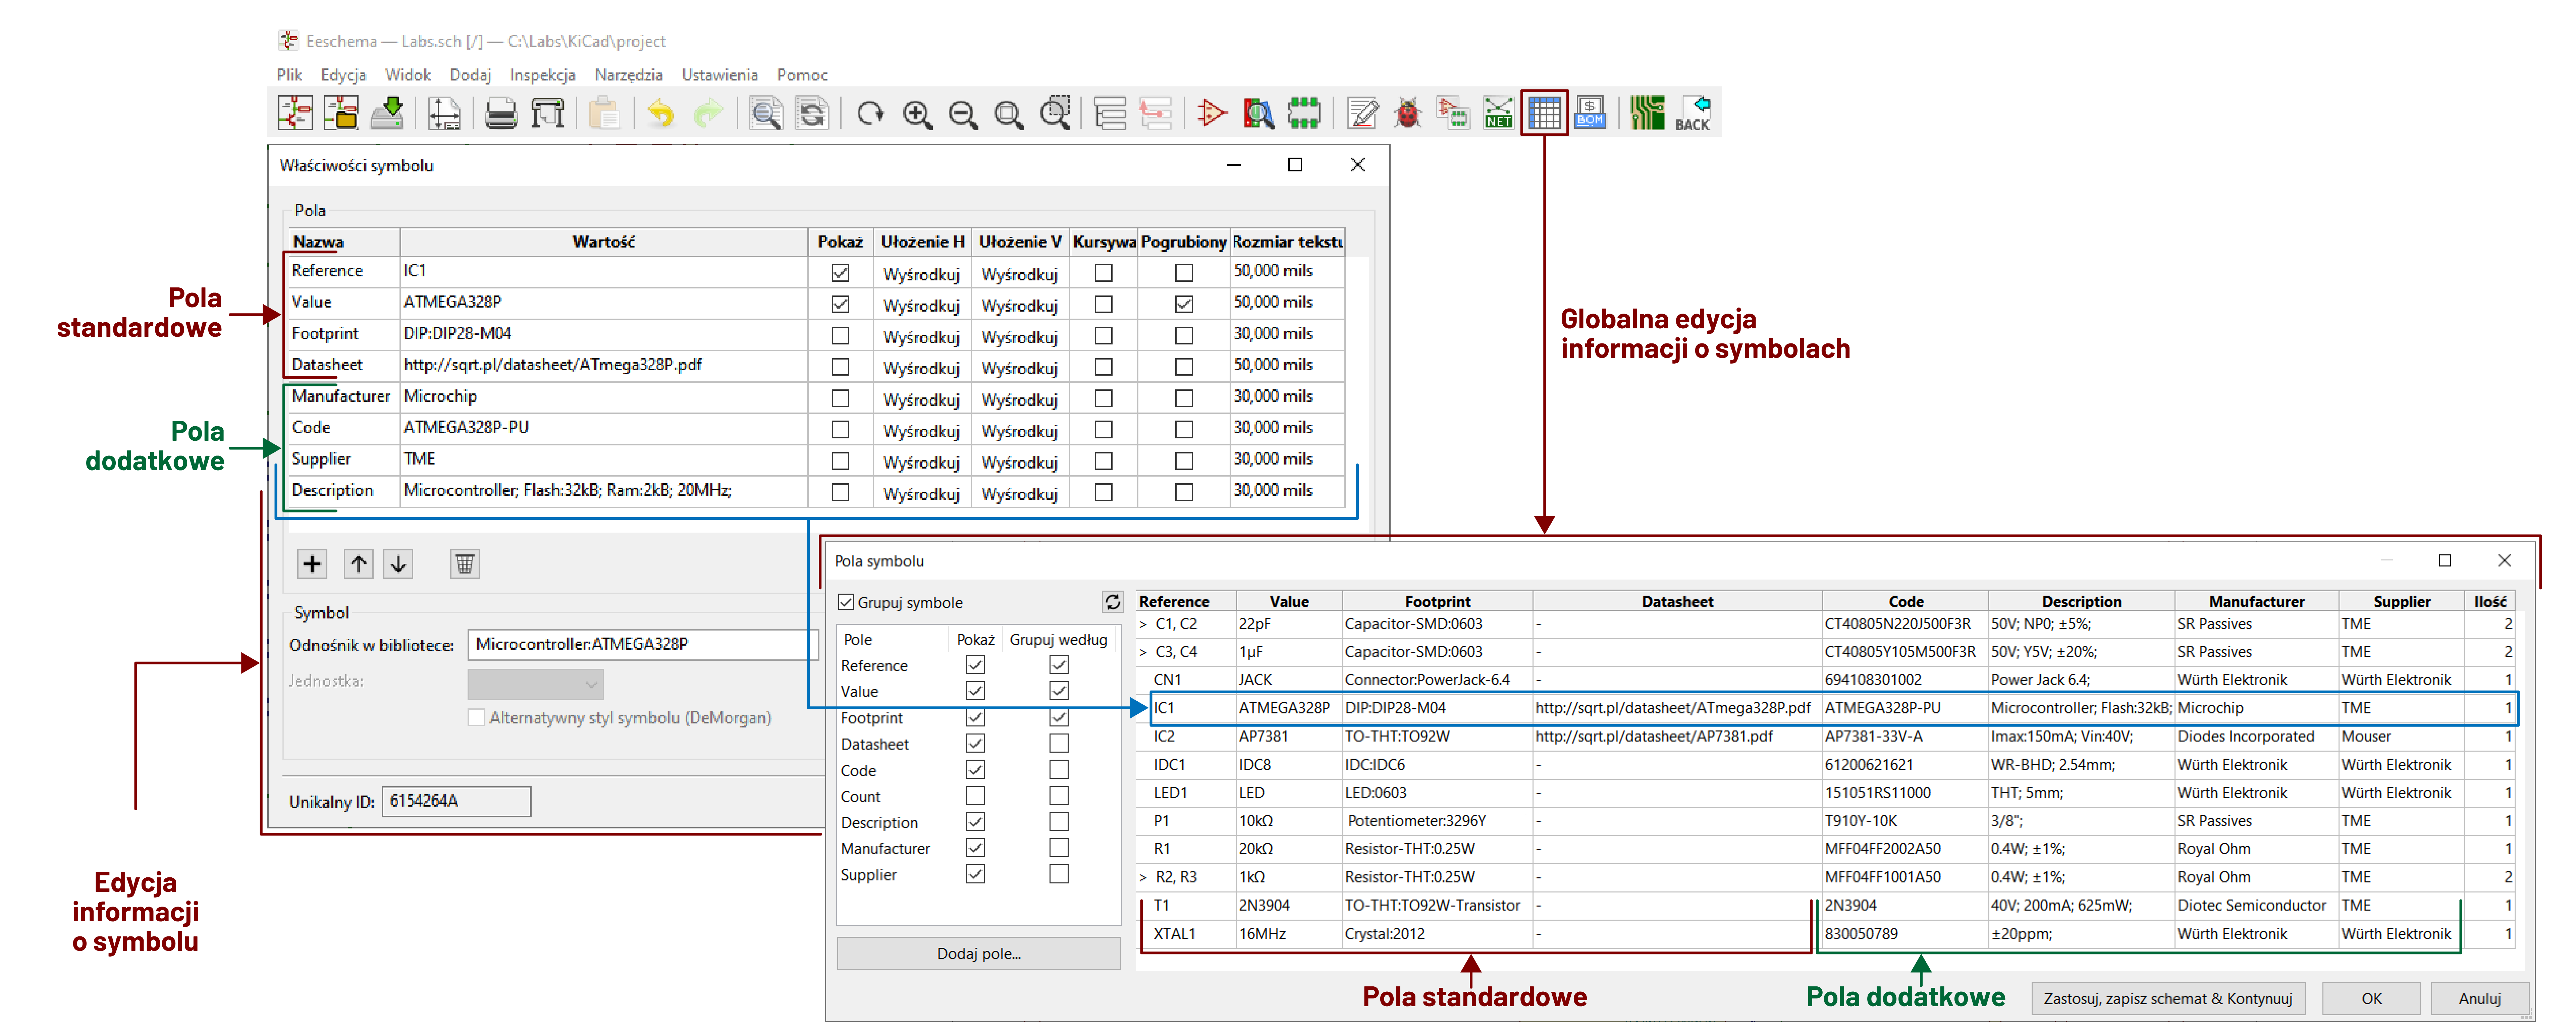 Eeschema — Labs.sch [/] — C:\Labs\KiCad\project
Plik Edycja Widok Dodaj Inspekcja Narzędzia Ustawienia Pomoc
NET
$
BOM
BACK
Właściwości symbolu
Pola
Nazwa Wartość Pokaż Ułożenie H Ułożenie V Kursywa Pogrubiony Rozmiar tekstu
Reference IC1 Wyśrodkuj Wyśrodkuj 50,000 mils
Value ATMEGA328P Wyśrodkuj Wyśrodkuj 50,000 mils
Footprint DIP:DIP28-M04 Wyśrodkuj Wyśrodkuj 30,000 mils
Datasheet http://sqrt.pl/datasheet/ATmega328P.pdf Wyśrodkuj Wyśrodkuj 50,000 mils
Manufacturer Microchip Wyśrodkuj Wyśrodkuj 30,000 mils
Code ATMEGA328P-PU Wyśrodkuj Wyśrodkuj 30,000 mils
Supplier TME Wyśrodkuj Wyśrodkuj 30,000 mils
Description Microcontroller; Flash:32kB; Ram:2kB; 20MHz; Wyśrodkuj Wyśrodkuj 30,000 mils
Pola
standardowe
Pola
dodatkowe
Globalna edycja
informacji o symbolach
Symbol
Odnośnik w bibliotece: Microcontroller:ATMEGA328P
Jednostka:
Alternatywny styl symbolu (DeMorgan)
Unikalny ID: 6154264A
Edycja
informacji
o symbolu
Pola symbolu
Grupuj symbole
Pole Pokaż Grupuj według
Reference
Value
Footprint
Datasheet
Code
Count
Description
Manufacturer
Supplier
Dodaj pole...
Reference Value Footprint Datasheet Code Description Manufacturer Supplier Ilość
> C1, C2 22pF Capacitor-SMD:0603 - CT40805N220J500F3R 50V; NP0; ±5%; SR Passives TME 2
> C3, C4 1µF Capacitor-SMD:0603 - CT40805Y105M500F3R 50V; Y5V; ±20%; SR Passives TME 2
CN1 JACK Connector:PowerJack-6.4 - 694108301002 Power Jack 6.4; Würth Elektronik Würth Elektronik 1
IC1 ATMEGA328P DIP:DIP28-M04 http://sqrt.pl/datasheet/ATmega328P.pdf ATMEGA328P-PU Microcontroller; Flash:32kB; Microchip TME 1
IC2 AP7381 TO-THT:TO92W http://sqrt.pl/datasheet/AP7381.pdf AP7381-33V-A Imax:150mA; Vin:40V; Diodes Incorporated Mouser 1
IDC1 IDC8 IDC:IDC6 - 61200621621 WR-BHD; 2.54mm; Würth Elektronik Würth Elektronik 1
LED1 LED LED:0603 - 151051RS11000 THT; 5mm; Würth Elektronik Würth Elektronik 1
P1 10kΩ Potentiometer:3296Y - T910Y-10K 3/8"; SR Passives TME 1
R1 20kΩ Resistor-THT:0.25W - MFF04FF2002A50 0.4W; ±1%; Royal Ohm TME 1
> R2, R3 1kΩ Resistor-THT:0.25W - MFF04FF1001A50 0.4W; ±1%; Royal Ohm TME 2
T1 2N3904 TO-THT:TO92W-Transistor - 2N3904 40V; 200mA; 625mW; Diotec Semiconductor TME 1
XTAL1 16MHz Crystal:2012 - 830050789 ±20ppm; Würth Elektronik Würth Elektronik 1
Pola standardowe
Pola dodatkowe
Zastosuj, zapisz schemat & Kontynuuj OK Anuluj